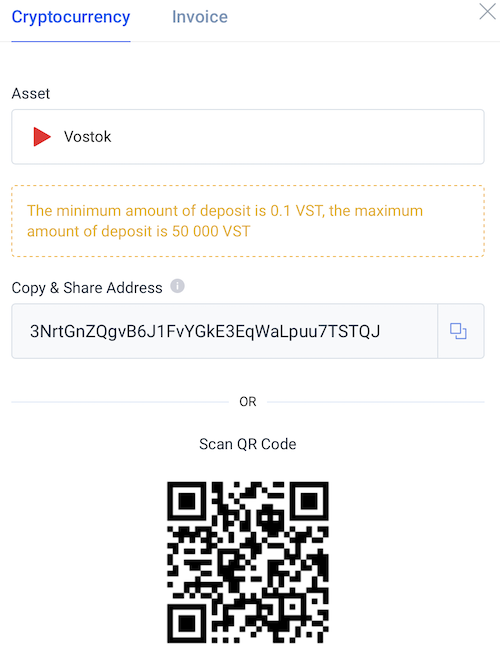 Cryptocurrency Invoice
Asset
Vostok
The minimum amount of deposit is 0.1 VST, the maximum
amount of deposit is 50 000 VST
Copy & Share Address
3NrtGnZQgvB6J1FvYGkE3EqWaLpuu7TSTQJ
OR
Scan QR Code